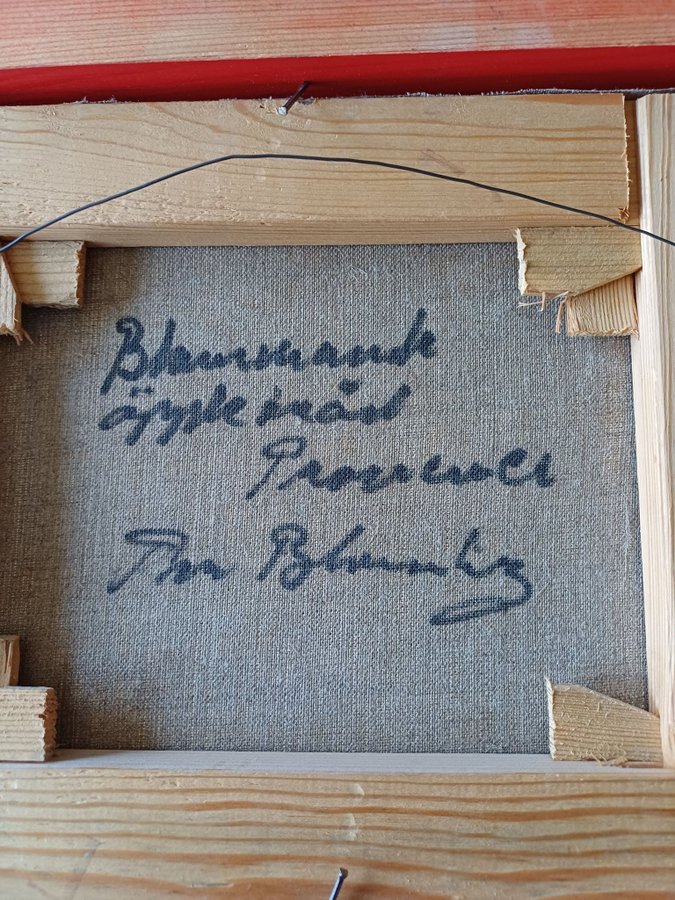 Blommande
äppleträd
Provence